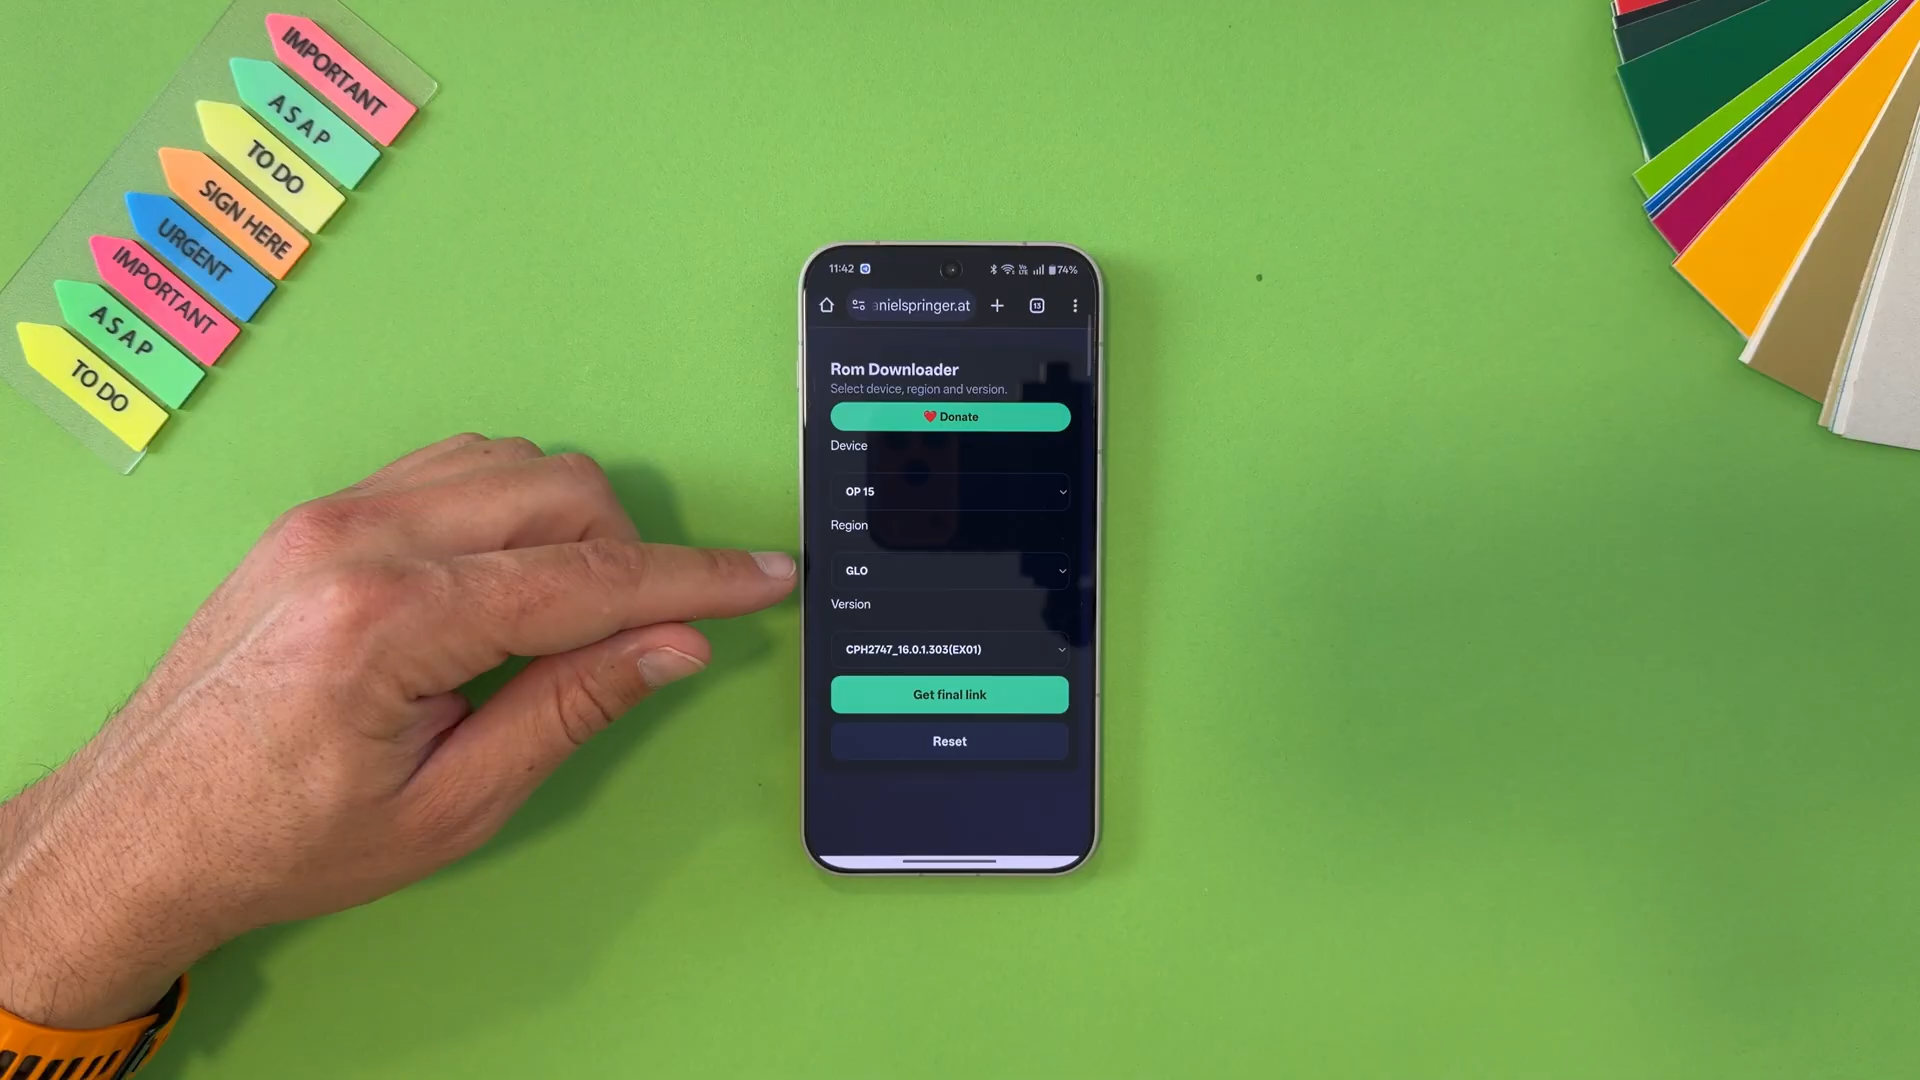 IMPORTANT
ASAP
TO DO
SIGN HERE
URGENT
IMPORTANT
ASAP
TO DO
11:42
74%
anielspringer.at
13
Rom Downloader
Select device, region and version.
❤️ Donate
Device
OP 15
Region
GLO
Version
CPH2747_16.0.1.303(EX01)
Get final link
Reset